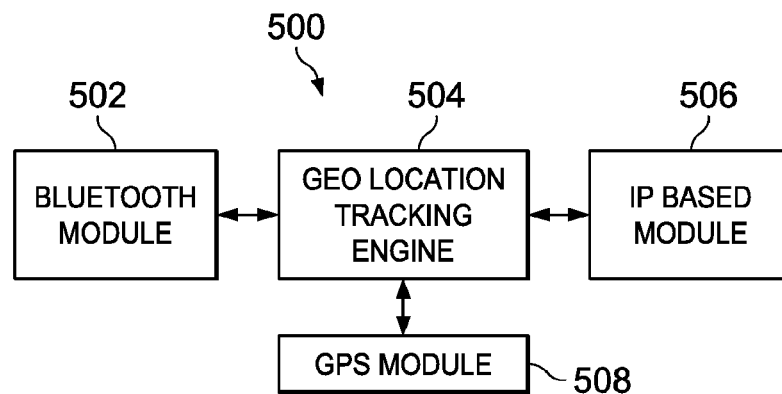 500
502
504
506
BLUETOOTH
MODULE
GEO LOCATION
TRACKING
ENGINE
IP BASED
MODULE
GPS MODULE
508